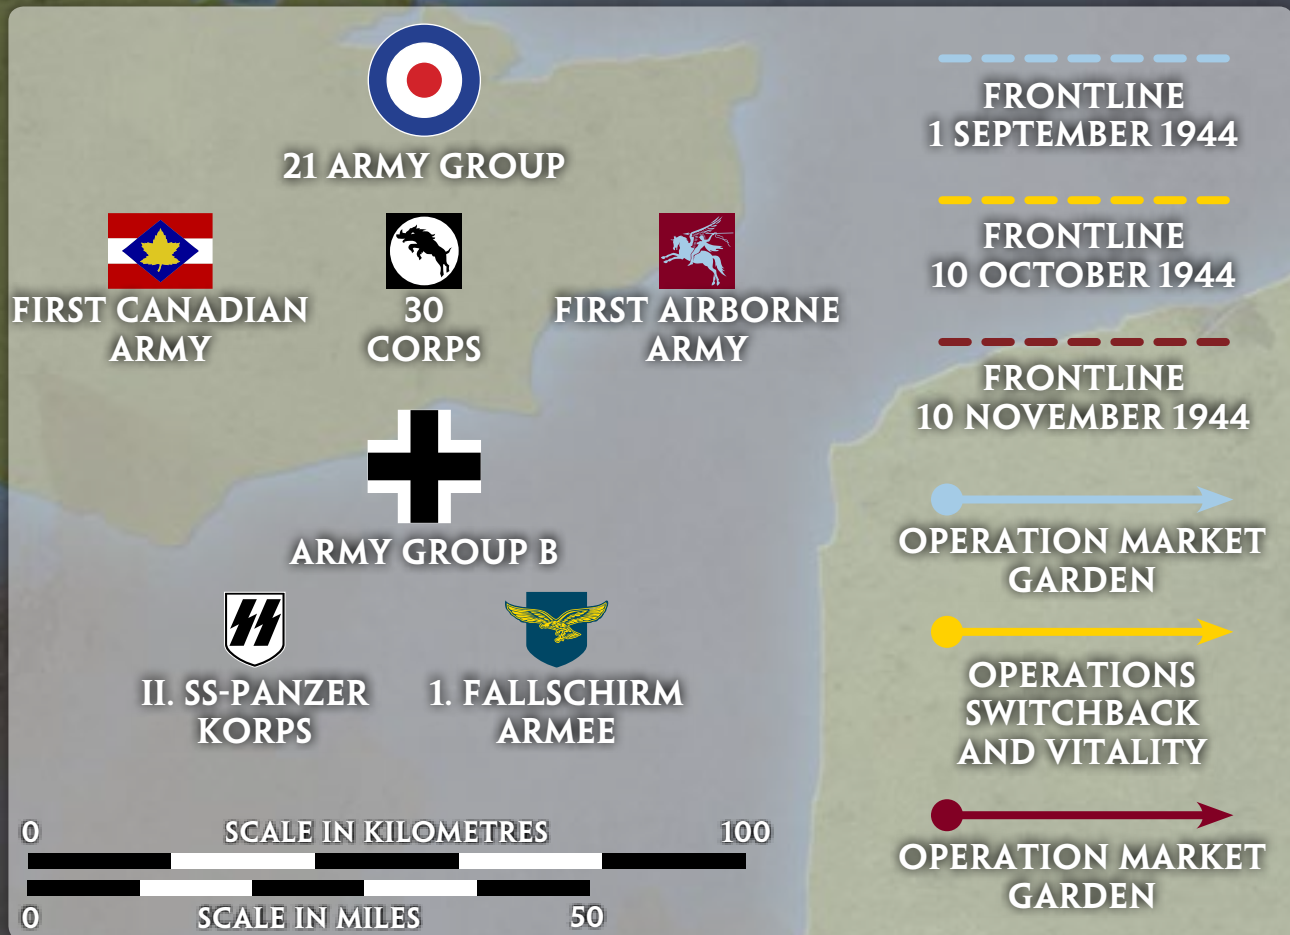 21 ARMY GROUP
FIRST CANADIAN
ARMY
30
CORPS
FIRST AIRBORNE
ARMY
ARMY GROUP B
II. SS-PANZER
KORPS
1. FALLSCHIRM
ARMEE
0 SCALE IN KILOMETRES 100
0 SCALE IN MILES 50
FRONTLINE
1 SEPTEMBER 1944
FRONTLINE
10 OCTOBER 1944
FRONTLINE
10 NOVEMBER 1944
OPERATION MARKET
GARDEN
OPERATIONS
SWITCHBACK
AND VITALITY
OPERATION MARKET
GARDEN